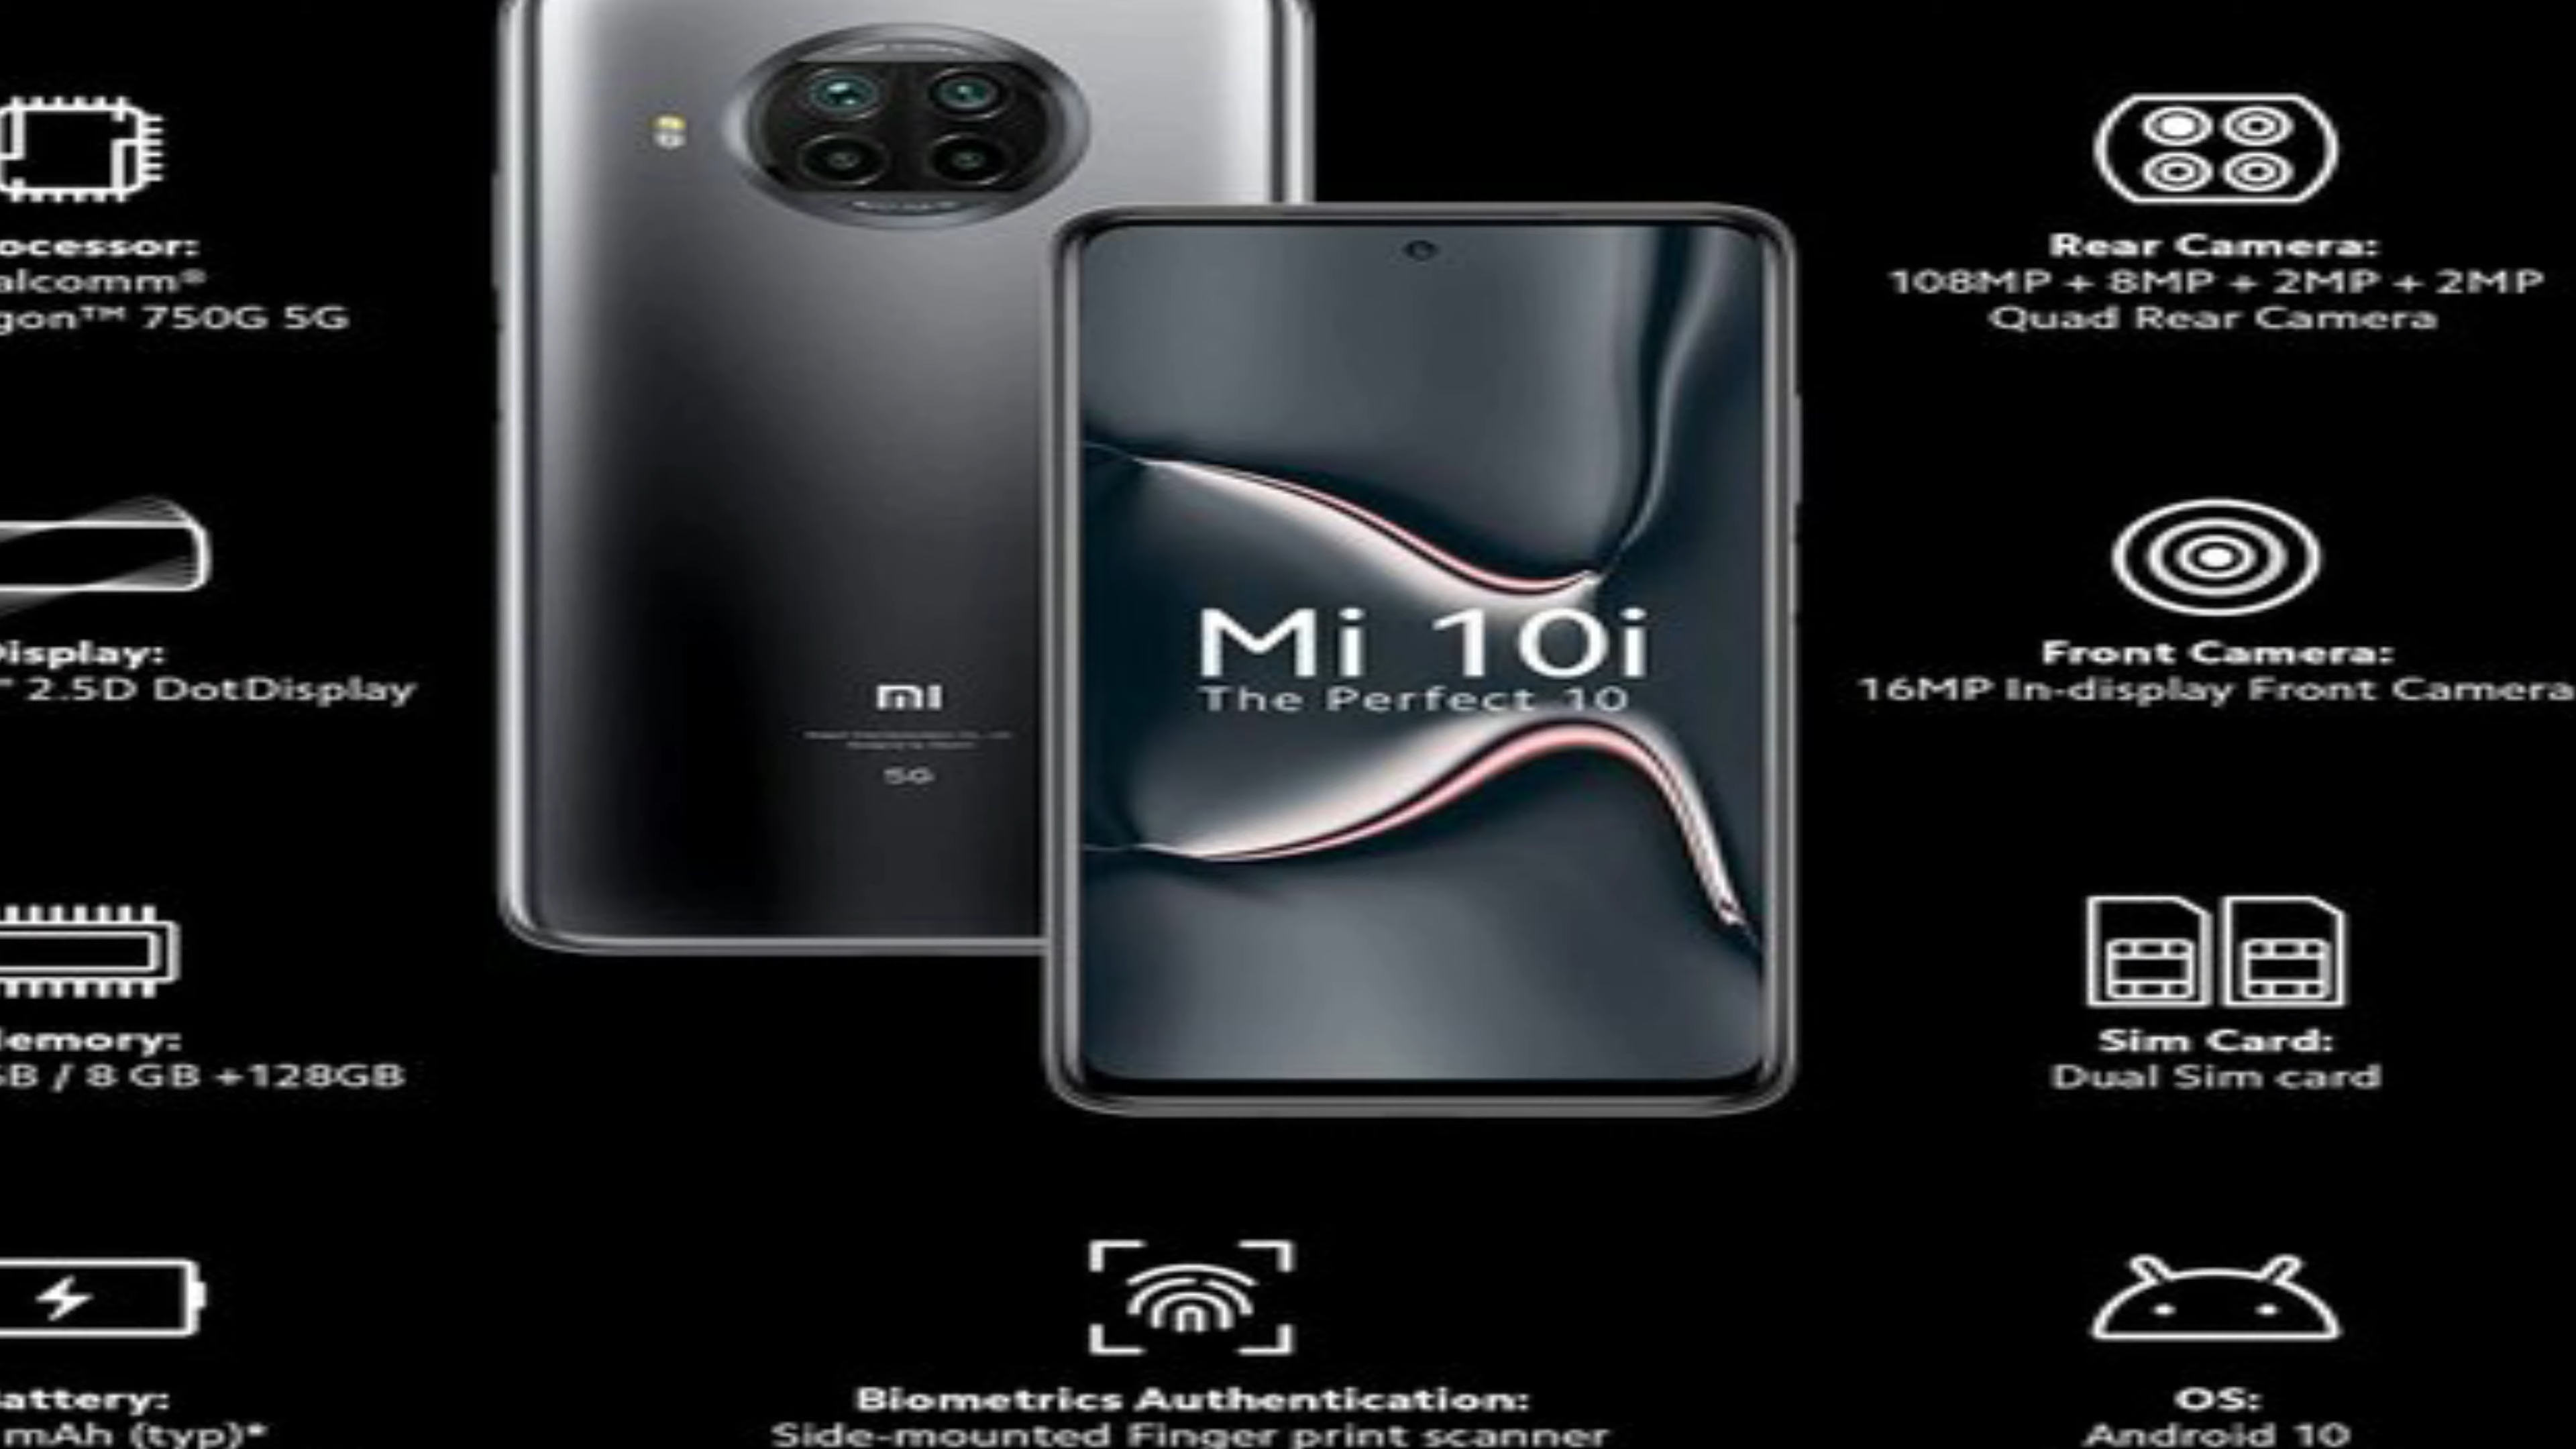 ocessor:
alcomm®
gon™ 750G 5G
Rear Camera:
108MP + 8MP + 2MP + 2MP
Quad Rear Camera
isplay:
" 2.5D DotDisplay
Mi 10i
The Perfect 10
mi
5G
Front Camera:
16MP In-display Front Camera
emory:
GB / 8 GB +128GB
Sim Card:
Dual Sim card
attery:
mAh (typ)*
Biometrics Authentication:
Side-mounted Finger print scanner
OS:
Android 10